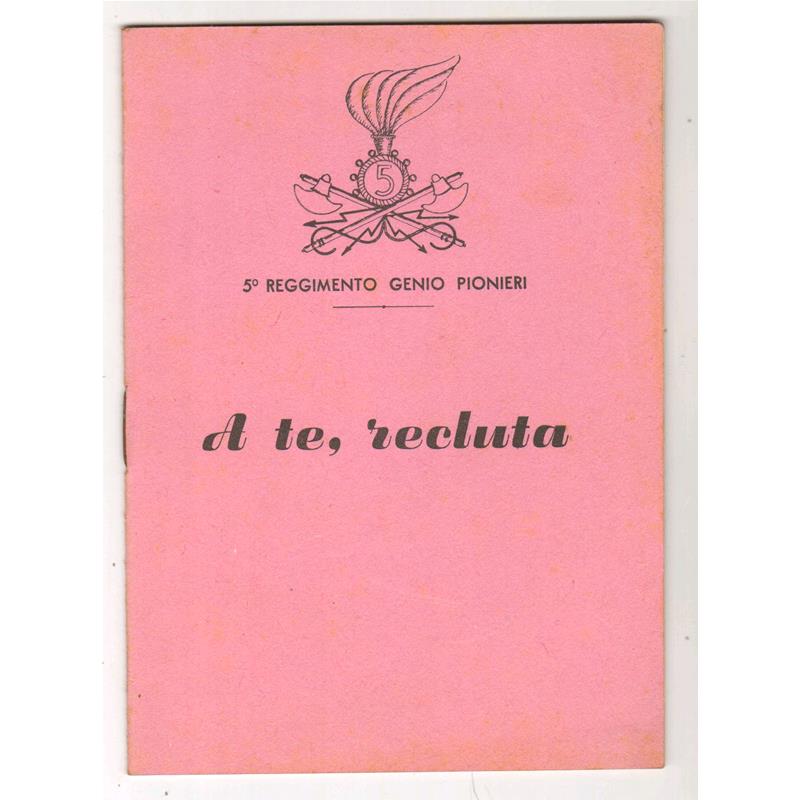 5
5º REGGIMENTO GENIO PIONIERI
A te, recluta